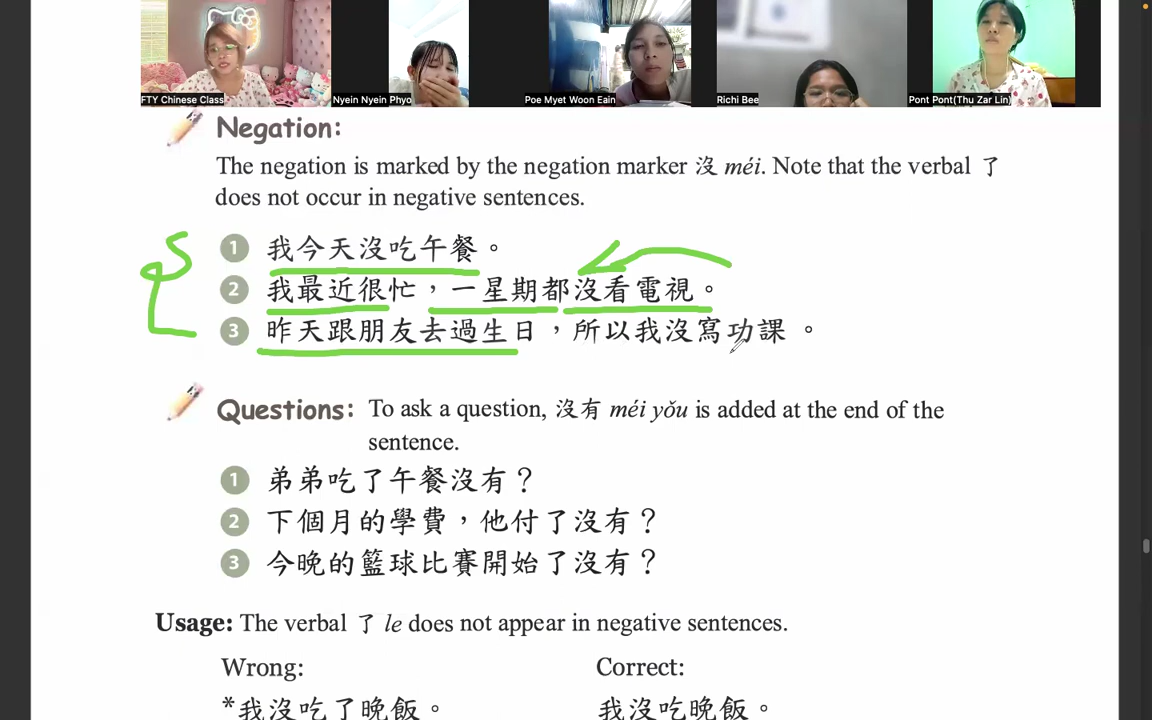 FTY Chinese Class
Nyein Nyein Phyo
Poe Myet Woon Eain
Richi Bee
Pont Pont(Thu Zar Lin)
Negation:
The negation is marked by the negation marker 沒 méi. Note that the verbal 了
does not occur in negative sentences.
1 我今天沒吃午餐。
2 我最近很忙，一星期都沒看電視。
3 昨天跟朋友去過生日，所以我沒寫功課。
Questions: To ask a question, 沒有 méi yǒu is added at the end of the
sentence.
1 弟弟吃了午餐沒有？
2 下個月的學費，他付了沒有？
3 今晚的籃球比賽開始了沒有？
Usage: The verbal 了 le does not appear in negative sentences.
Wrong: Correct:
*我沒吃了晚飯。 我沒吃晚飯。